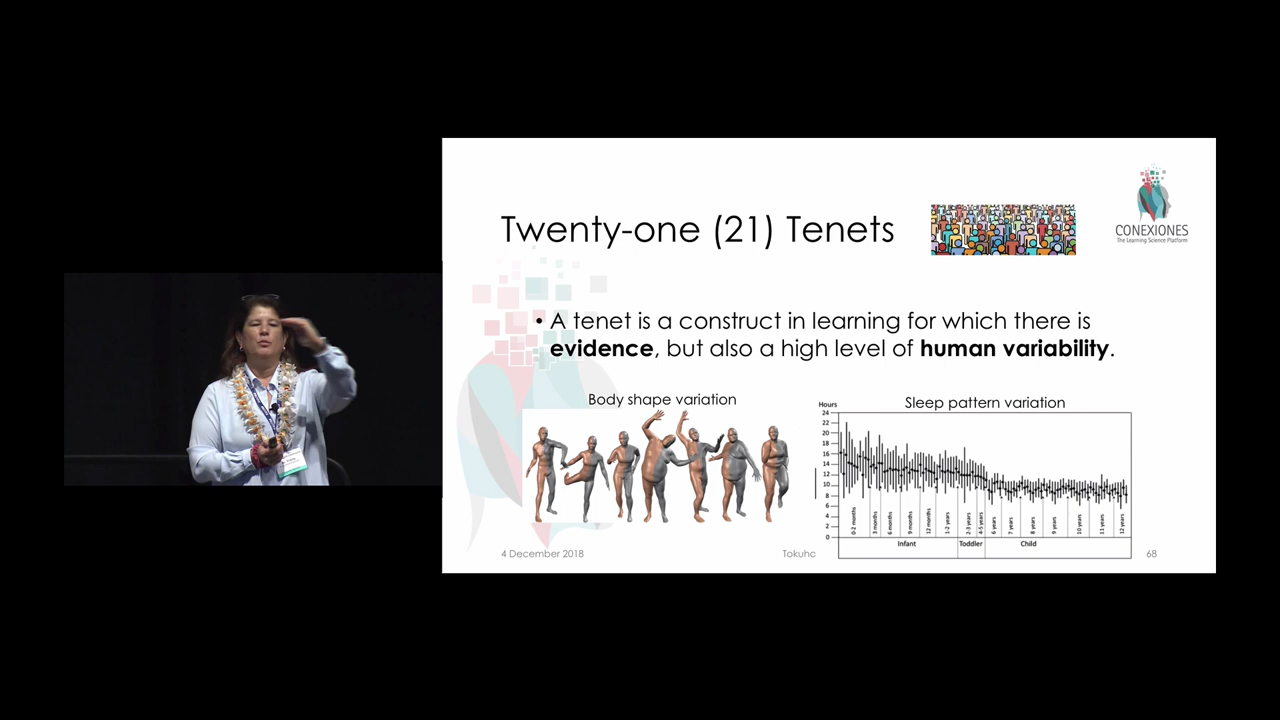 Twenty-one (21) Tenets
CONEXIONES
The Learning Science Platform
• A tenet is a construct in learning for which there is
evidence, but also a high level of human variability.
Body shape variation
Sleep pattern variation
Hours
24
22
20
18
16
14
12
10
8
6
4
2
0
0-2 months
3 months
6 months
9 months
12 months
1-2 years
2-3 years
4-5 years
6 years
7 years
8 years
9 years
10 years
11 years
12 years
Infant
Toddler
Child
4 December 2018
Tokuhc
68